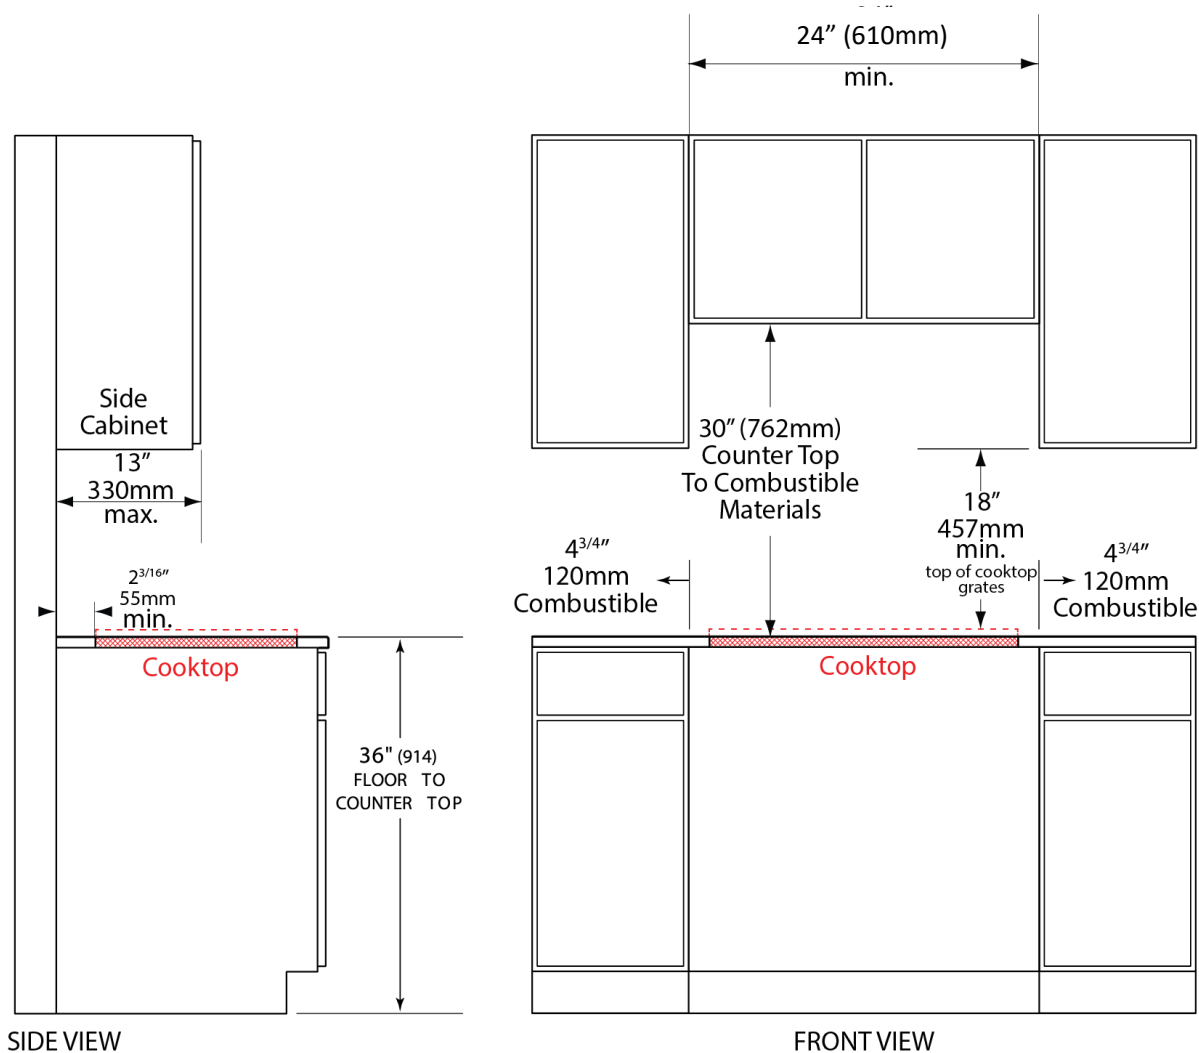 24” (610mm)
min.
Side
Cabinet
13”
330mm
max.
2 3/16”
55mm
min.
Cooktop
36" (914)
FLOOR TO
COUNTER TOP
SIDE VIEW
30” (762mm)
Counter Top
To Combustible
Materials
18”
457mm
min.
top of cooktop
grates
4 3/4”
120mm
Combustible
4 3/4”
120mm
Combustible
Cooktop
FRONT VIEW